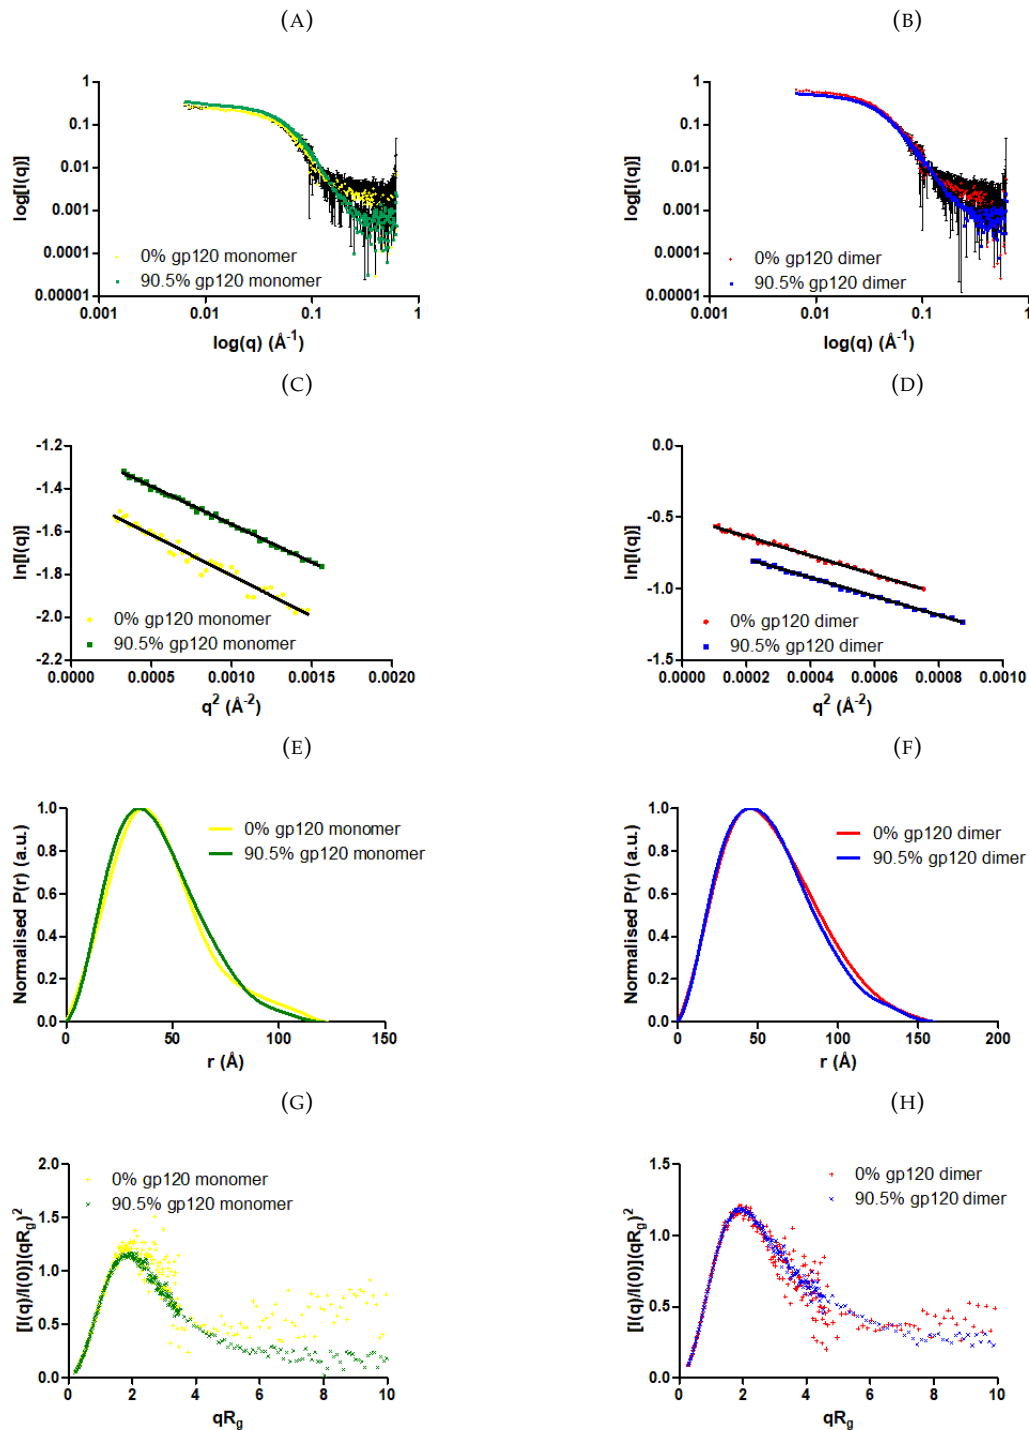 (A)
log[I(q)]
1
0.1
0.01
0.001
0.0001
0.00001
0% gp120 monomer
90.5% gp120 monomer
0.001
0.01
0.1
1
log(q) (Å⁻¹)
(B)
log[I(q)]
1
0.1
0.01
0.001
0.0001
0.00001
0% gp120 dimer
90.5% gp120 dimer
0.001
0.01
0.1
1
log(q) (Å⁻¹)
(C)
ln[I(q)]
-1.2
-1.4
-1.6
-1.8
-2.0
-2.2
0% gp120 monomer
90.5% gp120 monomer
0.0000
0.0005
0.0010
0.0015
0.0020
q² (Å⁻²)
(D)
ln[I(q)]
0.0
-0.5
-1.0
-1.5
0% gp120 dimer
90.5% gp120 dimer
0.0000
0.0002
0.0004
0.0006
0.0008
0.0010
q² (Å⁻²)
(E)
Normalised P(r) (a.u.)
1.0
0.8
0.6
0.4
0.2
0.0
0% gp120 monomer
90.5% gp120 monomer
0
50
100
150
r (Å)
(F)
Normalised P(r) (a.u.)
1.0
0.8
0.6
0.4
0.2
0.0
0% gp120 dimer
90.5% gp120 dimer
0
50
100
150
200
r (Å)
(G)
[I(q)/I(0)](qRg)²
2.0
1.5
1.0
0.5
0.0
0% gp120 monomer
90.5% gp120 monomer
0
2
4
6
8
10
qRg
(H)
[I(q)/I(0)](qRg)²
1.5
1.0
0.5
0.0
0% gp120 dimer
90.5% gp120 dimer
0
2
4
6
8
10
qRg